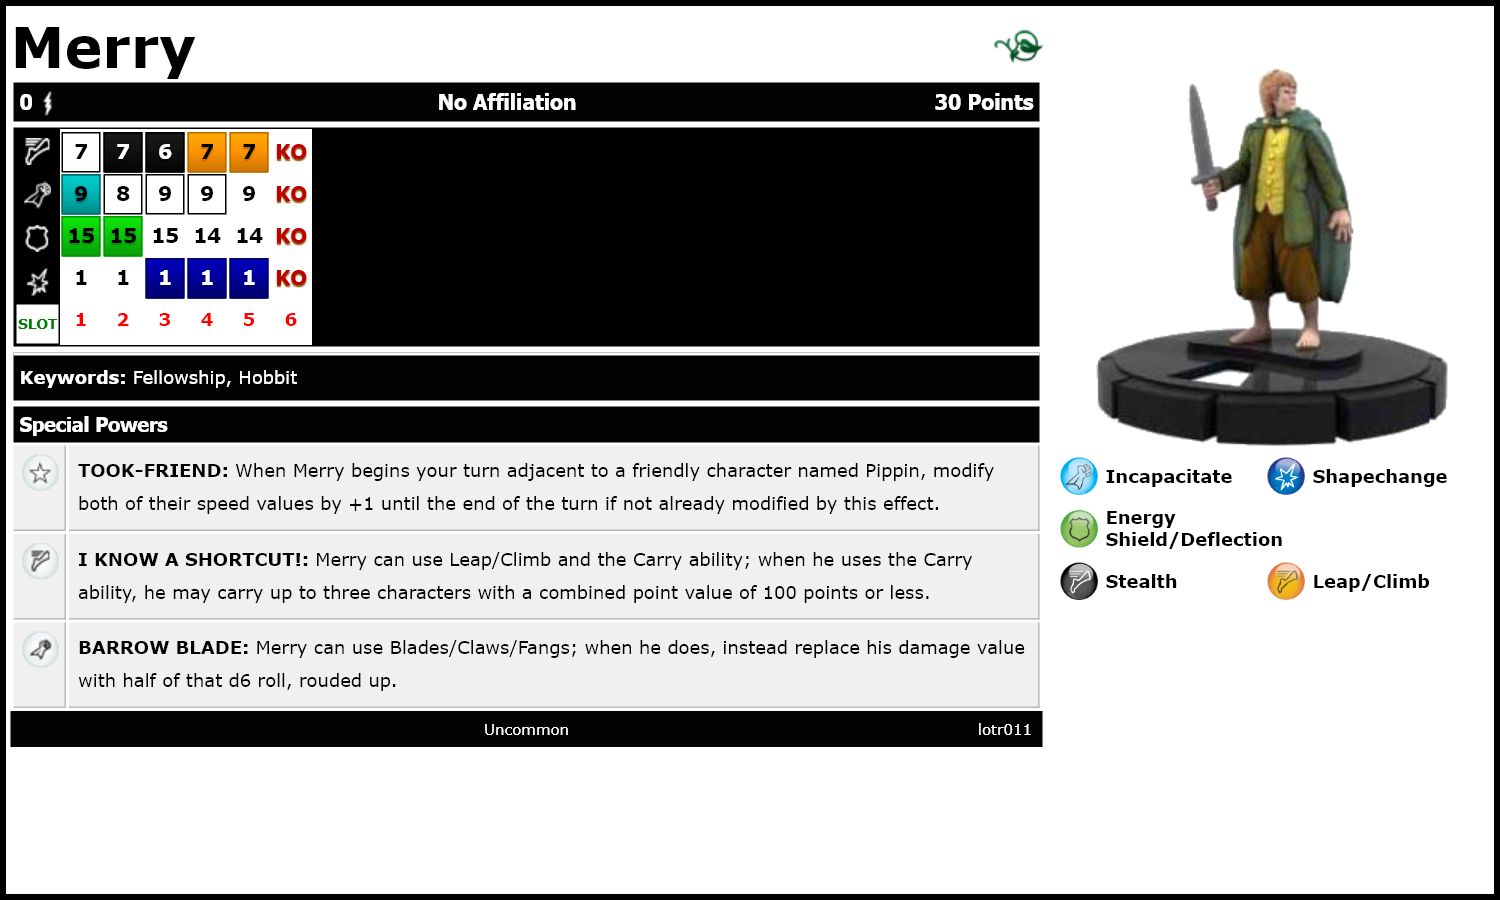 Merry
0 No Affiliation 30 Points
7 7 6 7 7 KO
9 8 9 9 9 KO
15 15 15 14 14 KO
1 1 1 1 1 KO
SLOT 1 2 3 4 5 6
Keywords: Fellowship, Hobbit
Special Powers
TOOK-FRIEND: When Merry begins your turn adjacent to a friendly character named Pippin, modify
both of their speed values by +1 until the end of the turn if not already modified by this effect.
I KNOW A SHORTCUT!: Merry can use Leap/Climb and the Carry ability; when he uses the Carry
ability, he may carry up to three characters with a combined point value of 100 points or less.
BARROW BLADE: Merry can use Blades/Claws/Fangs; when he does, instead replace his damage value
with half of that d6 roll, rouded up.
Uncommon lotr011
Incapacitate Shapechange
Energy
Shield/Deflection
Stealth Leap/Climb